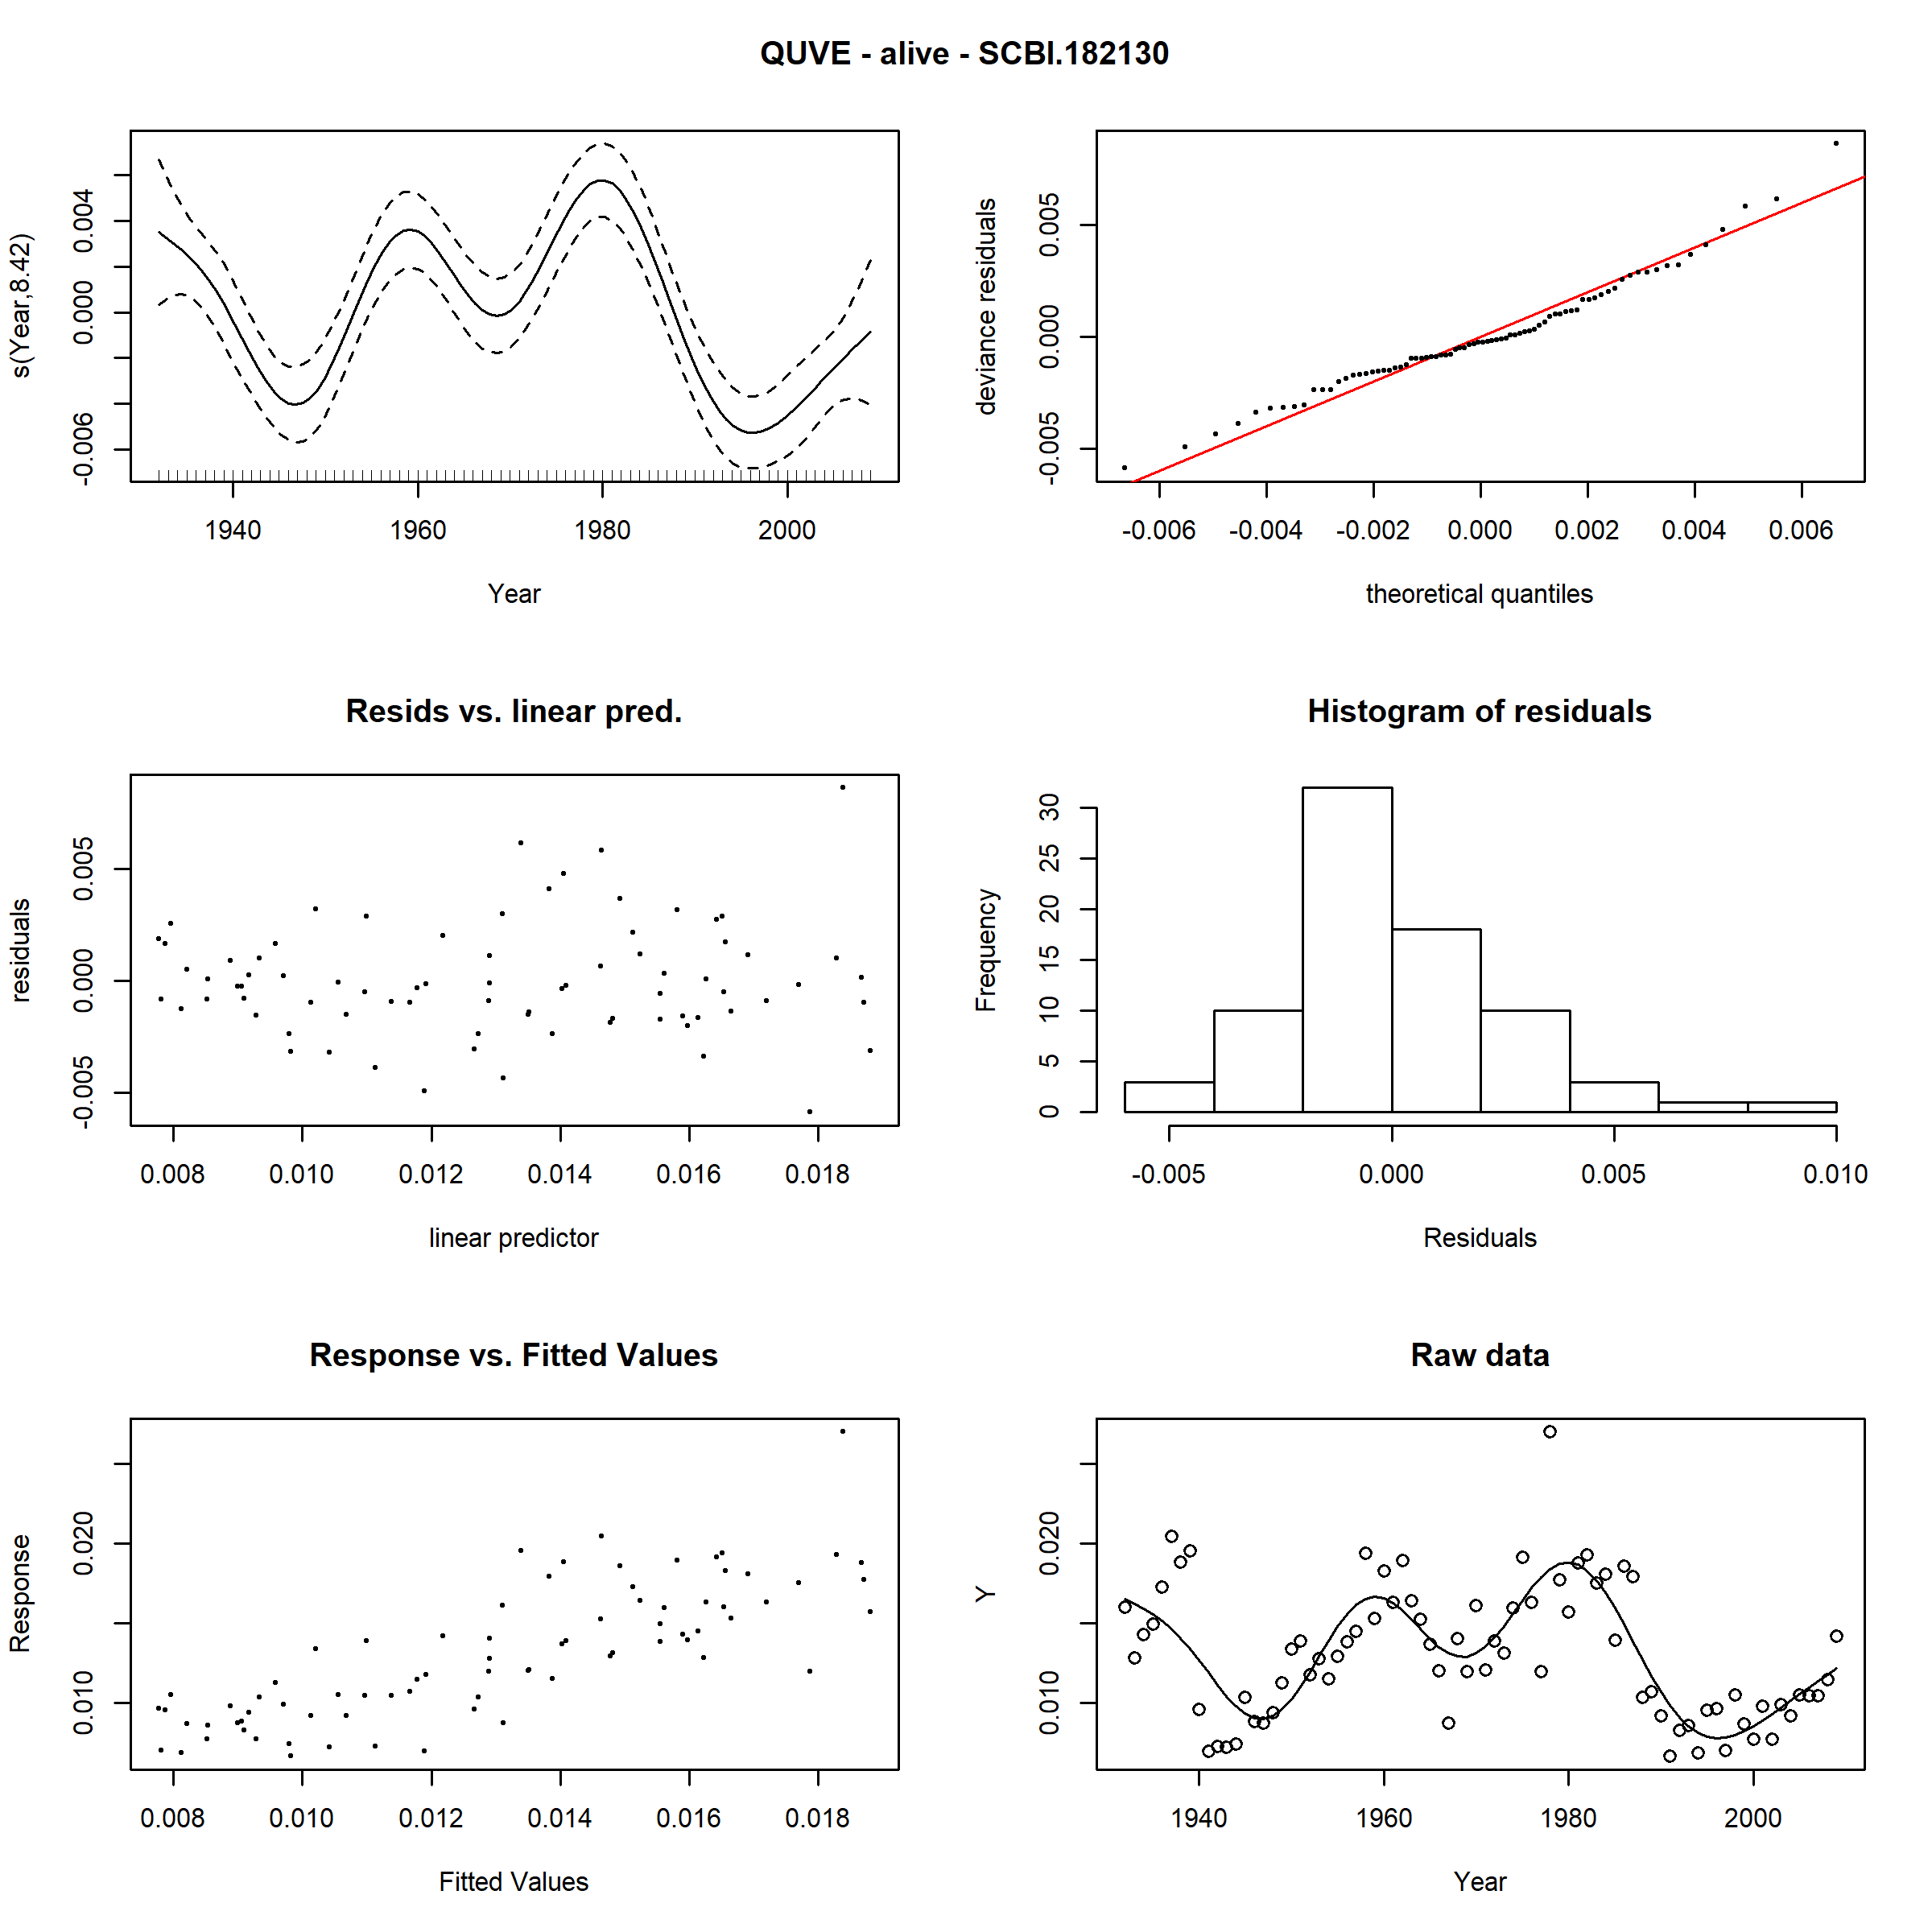 QUVE - alive - SCBI.182130
s(Year,8.42)
-0.006 0.000 0.004
1940 1960 1980 2000
Year
deviance residuals
-0.005 0.000 0.005
-0.006 -0.004 -0.002 0.000 0.002 0.004 0.006
theoretical quantiles
Resids vs. linear pred.
residuals
-0.005 0.000 0.005
0.008 0.010 0.012 0.014 0.016 0.018
linear predictor
Histogram of residuals
Frequency
0 5 10 15 20 25 30
-0.005 0.000 0.005 0.010
Residuals
Response vs. Fitted Values
Response
0.010 0.020
0.008 0.010 0.012 0.014 0.016 0.018
Fitted Values
Raw data
Y
0.010 0.020
1940 1960 1980 2000
Year